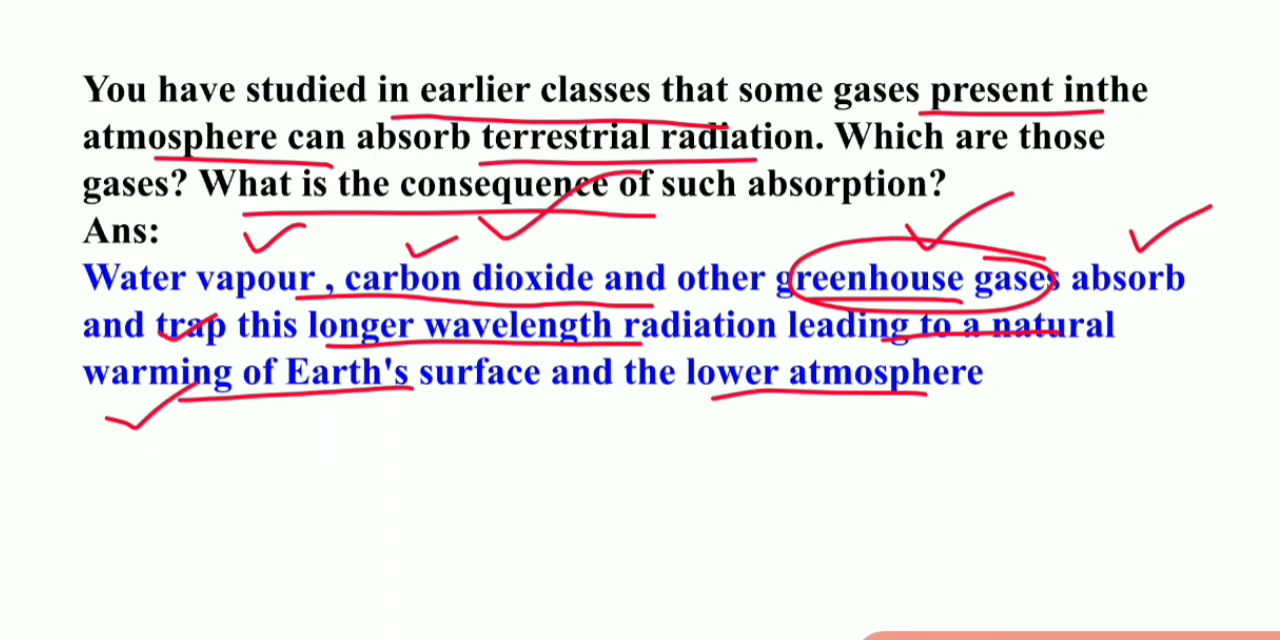 You have studied in earlier classes that some gases present inthe
atmosphere can absorb terrestrial radiation. Which are those
gases? What is the consequence of such absorption?
Ans:
Water vapour , carbon dioxide and other greenhouse gases absorb
and trap this longer wavelength radiation leading to a natural
warming of Earth's surface and the lower atmosphere